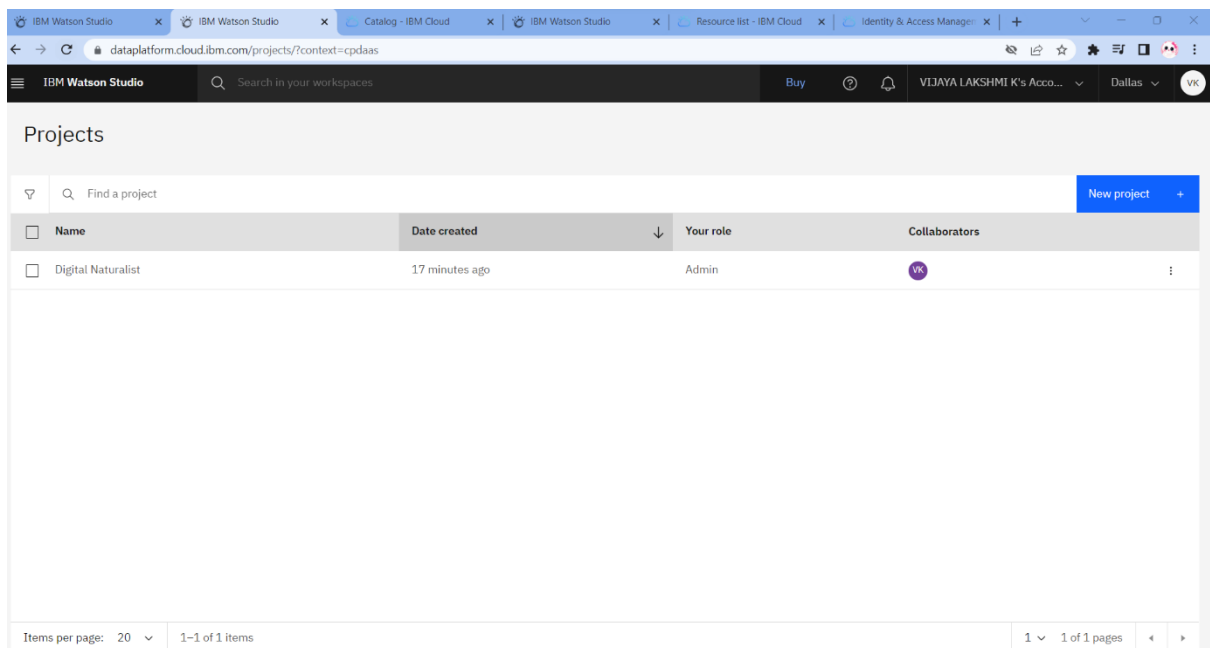 IBM Watson Studio IBM Watson Studio Catalog - IBM Cloud IBM Watson Studio Resource list - IBM Cloud Identity & Access Manager
dataplatform.cloud.ibm.com/projects/?context=cpdaas
IBM Watson Studio Search in your workspaces Buy VIJAYA LAKSHMI K's Acco... Dallas VK
Projects
Find a project New project +
Name Date created Your role Collaborators
Digital Naturalist 17 minutes ago Admin VK
Items per page: 20 1–1 of 1 items 1 1 of 1 pages